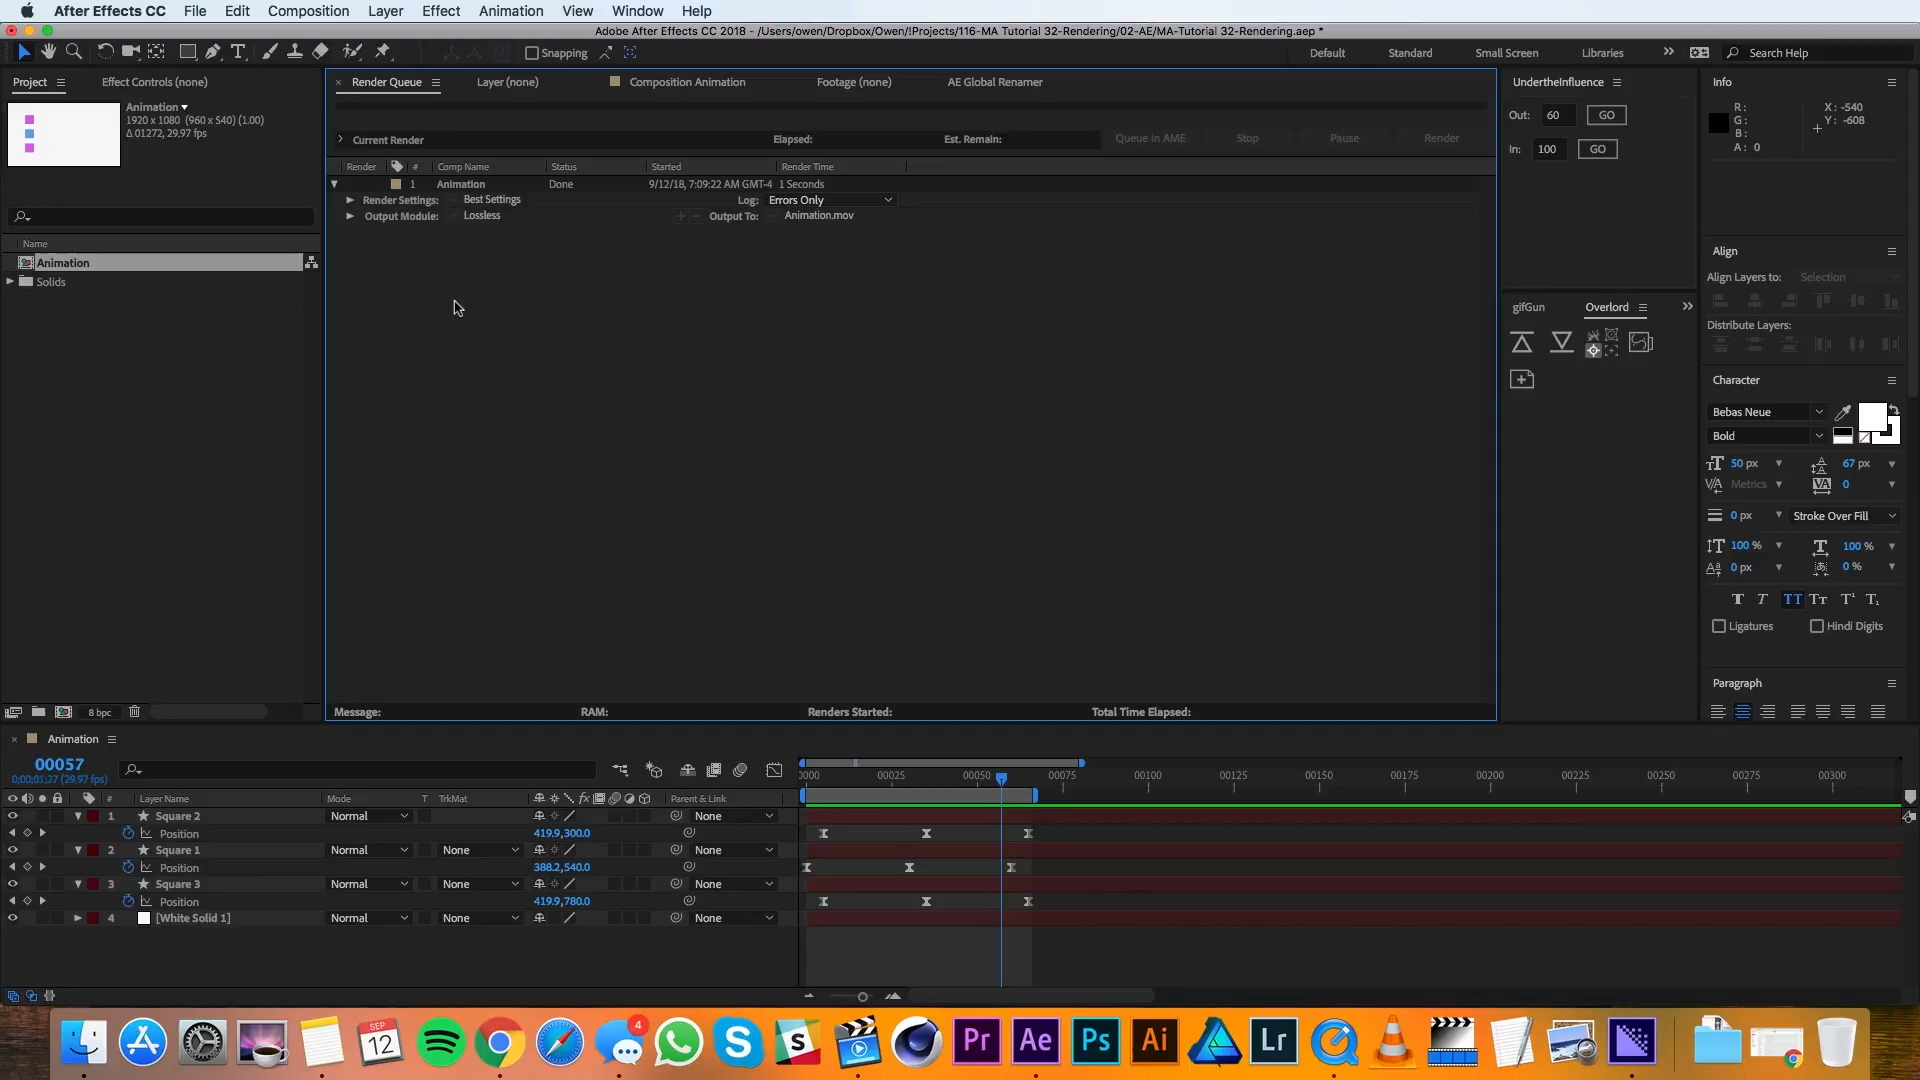 After Effects CC File Edit Composition Layer Effect Animation View Window Help
Adobe After Effects CC 2018 - /Users/owen/Dropbox/Owen/!Projects/116-MA Tutorial 32-Rendering/02-AE/MA-Tutorial 32-Rendering.aep *
Snapping Default Standard Small Screen Libraries Search Help
Project Effect Controls (none)
Animation
1920 x 1080 (960 x 540) (1.00)
Δ 01272, 29.97 fps
Name
Animation
Solids
8 bpc
Render Queue Layer (none) Composition Animation Footage (none) AE Global Renamer
Current Render Elapsed: Est. Remain: Queue in AME Stop Pause Render
Render # Comp Name Status Started Render Time
1 Animation Done 9/12/18, 7:09:22 AM GMT-4 1 Seconds
Render Settings: Best Settings Log: Errors Only
Output Module: Lossless Output To: Animation.mov
Message: RAM: Renders Started: Total Time Elapsed:
UndertheInfluence
Out: 60 GO
In: 100 GO
gifGun Overlord
Info
R: X: -540
G: Y: -608
B:
A: 0
Align
Align Layers to: Selection
Distribute Layers:
Character
Bebas Neue
Bold
50 px 67 px
Metrics 0
0 px Stroke Over Fill
100 % 100 %
0 px 0 %
Ligatures Hindi Digits
Paragraph
Animation
00057
0;00;01;27 (29.97 fps)
0000 00025 00050 00075 00100 00125 00150 00175 00200 00225 00250 00275 00300
# Layer Name Mode T TrkMat Parent & Link
1 Square 2 Normal None
Position 419.9,300.0
2 Square 1 Normal None None
Position 388.2,540.0
3 Square 3 Normal None None
Position 419.9,780.0
4 [White Solid 1] Normal None None
SEP
12
4
S Pr Ae Ps Ai Lr